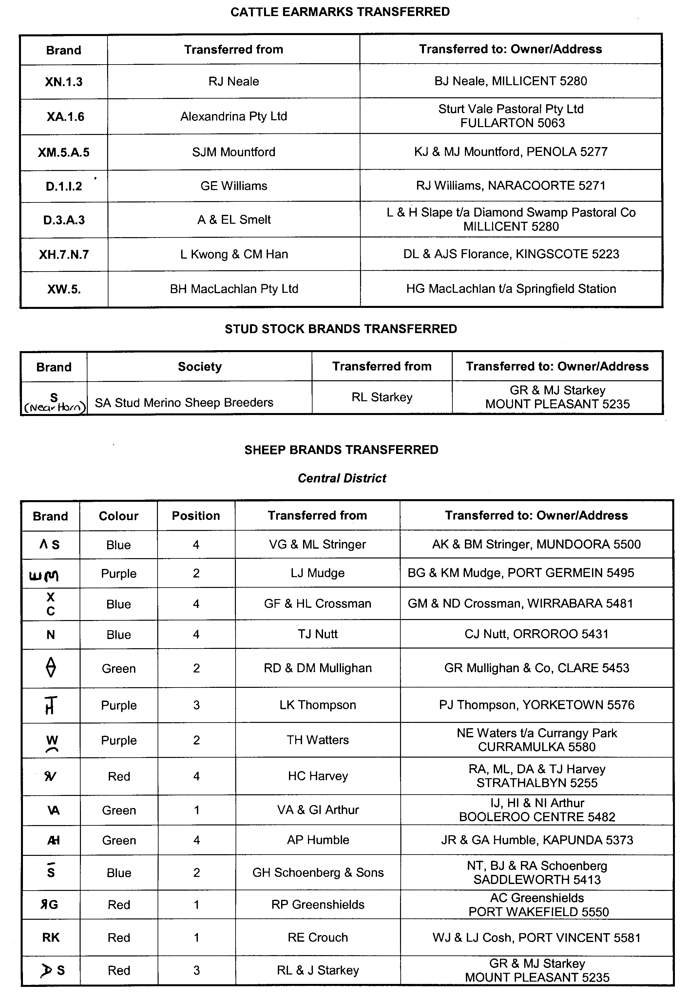 CATTLE EARMARKS TRANSFERRED
Brand Transferred from Transferred to: Owner/Address
XN.1.3 RJ Neale BJ Neale, MILLICENT 5280
XA.1.6 Alexandrina Pty Ltd Sturt Vale Pastoral Pty Ltd
FULLARTON 5063
XM.5.A.5 SJM Mountford KJ & MJ Mountford, PENOLA 5277
D.1.I.2 GE Williams RJ Williams, NARACOORTE 5271
D.3.A.3 A & EL Smelt L & H Slape t/a Diamond Swamp Pastoral Co
MILLICENT 5280
XH.7.N.7 L Kwong & CM Han DL & AJS Florance, KINGSCOTE 5223
XW.5. BH MacLachlan Pty Ltd HG MacLachlan t/a Springfield Station
STUD STOCK BRANDS TRANSFERRED
Brand Society Transferred from Transferred to: Owner/Address
S
(Near Horn) SA Stud Merino Sheep Breeders RL Starkey GR & MJ Starkey
MOUNT PLEASANT 5235
SHEEP BRANDS TRANSFERRED
Central District
Brand Colour Position Transferred from Transferred to: Owner/Address
Λ S Blue 4 VG & ML Stringer AK & BM Stringer, MUNDOORA 5500
Purple 2 LJ Mudge BG & KM Mudge, PORT GERMEIN 5495
X
C Blue 4 GF & HL Crossman GM & ND Crossman, WIRRABARA 5481
N Blue 4 TJ Nutt CJ Nutt, ORROROO 5431
Green 2 RD & DM Mullighan GR Mullighan & Co, CLARE 5453
Purple 3 LK Thompson PJ Thompson, YORKETOWN 5576
W Purple 2 TH Watters NE Waters t/a Currangy Park
CURRAMULKA 5580
Red 4 HC Harvey RA, ML, DA & TJ Harvey
STRATHALBYN 5255
VA Green 1 VA & GI Arthur IJ, HI & NI Arthur
BOOLEROO CENTRE 5482
AH Green 4 AP Humble JR & GA Humble, KAPUNDA 5373
S Blue 2 GH Schoenberg & Sons NT, BJ & RA Schoenberg
SADDLEWORTH 5413
ЯG Red 1 RP Greenshields AC Greenshields
PORT WAKEFIELD 5550
RK Red 1 RE Crouch WJ & LJ Cosh, PORT VINCENT 5581
S Red 3 RL & J Starkey GR & MJ Starkey
MOUNT PLEASANT 5235